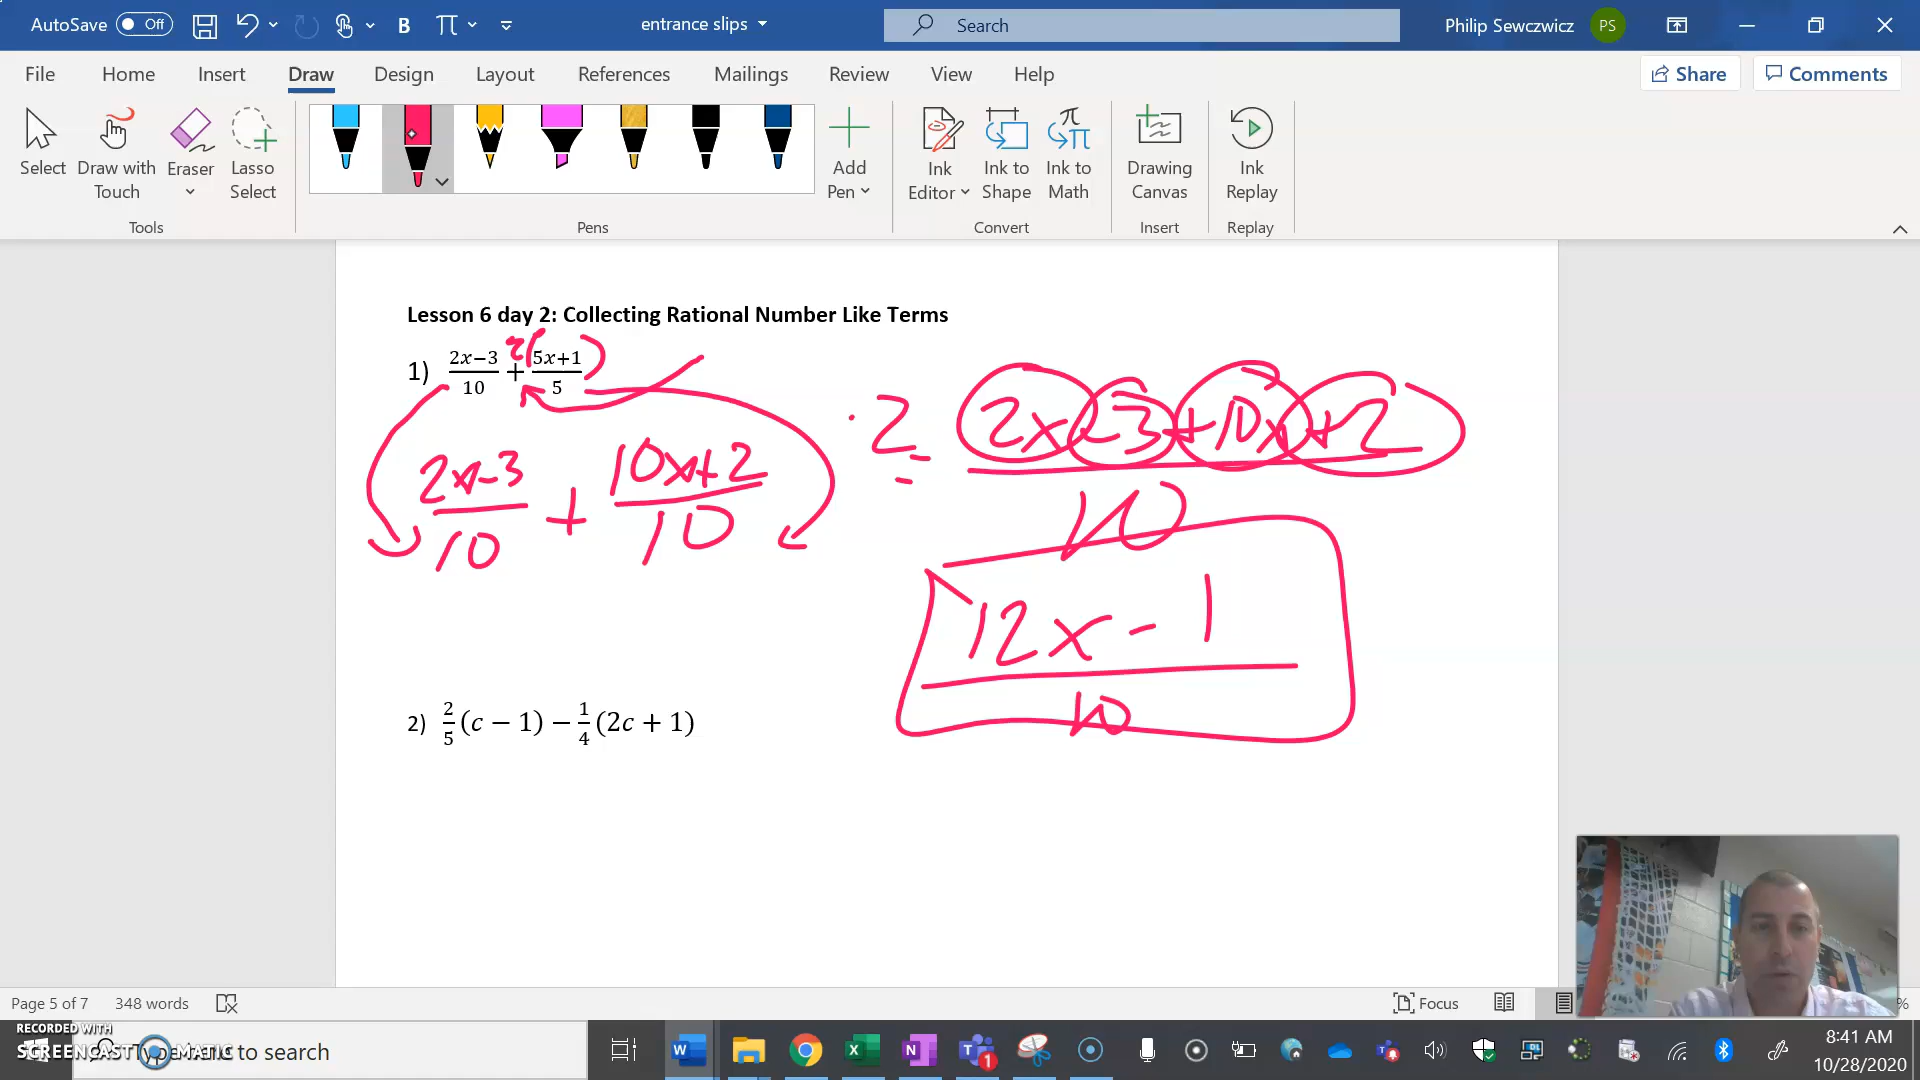 AutoSave Off B π entrance slips Search Philip Sewczwicz PS
File Home Insert Draw Design Layout References Mailings Review View Help Share Comments
Select Draw with Touch Eraser Lasso Select Add Pen Ink Editor Ink to Shape Ink to Math Drawing Canvas Ink Replay
Tools Pens Convert Insert Replay
Lesson 6 day 2: Collecting Rational Number Like Terms
1) (2x−3)/10 + 2(5x+1)/5
(2x-3)/10 + (10x+2)/10
·2 = (2x-3+10x+2)/10
(12x-1)/10
2) 2/5(c − 1) − 1/4(2c + 1)
Page 5 of 7 348 words Focus %
RECORDED WITH
SCREENCAST MATIC
to search
8:41 AM
10/28/2020